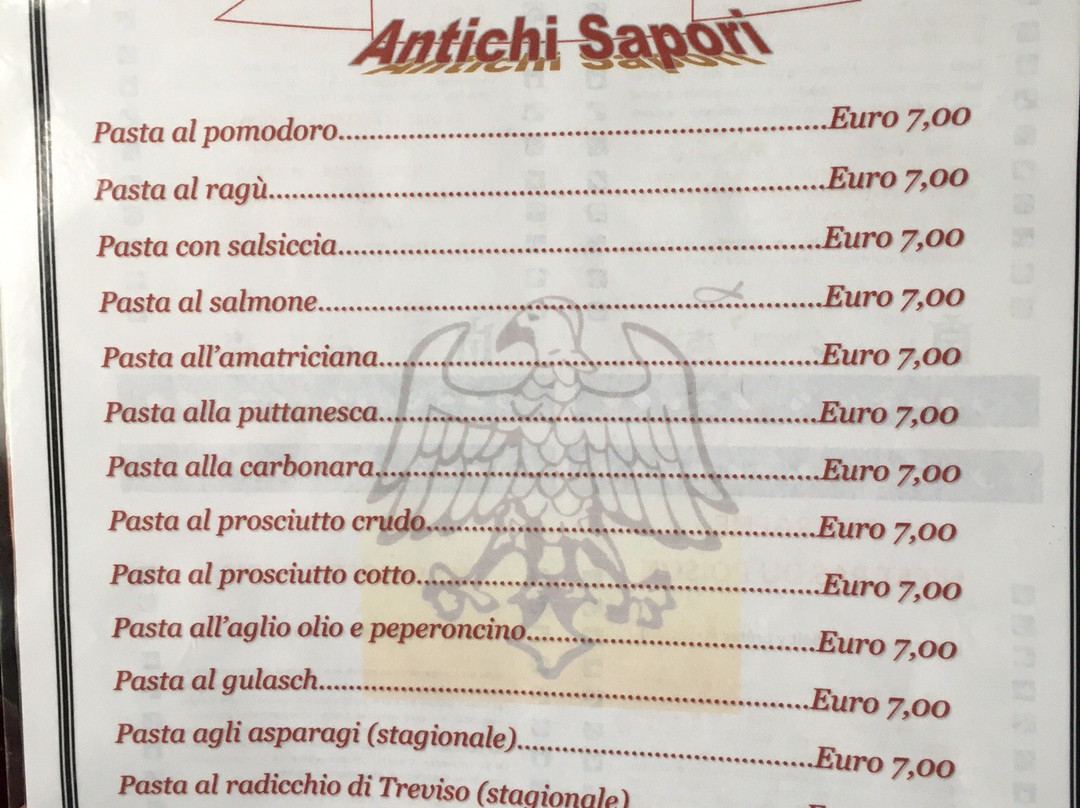 Antichi Sapori
Pasta al pomodoro......Euro 7,00
Pasta al ragù......Euro 7,00
Pasta con salsiccia......Euro 7,00
Pasta al salmone......Euro 7,00
Pasta all’amatriciana......Euro 7,00
Pasta alla puttanesca......Euro 7,00
Pasta alla carbonara......Euro 7,00
Pasta al prosciutto crudo......Euro 7,00
Pasta al prosciutto cotto......Euro 7,00
Pasta all’aglio olio e peperoncino......Euro 7,00
Pasta al gulasch......Euro 7,00
Pasta agli asparagi (stagionale)......Euro 7,00
Pasta al radicchio di Treviso (stagionale)